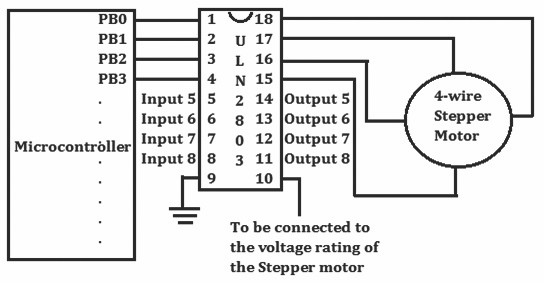 PB0 1 18
PB1 2 U 17
PB2 3 L 16
PB3 4 N 15
Input 5 5 2 14 Output 5
Input 6 6 8 13 Output 6
Input 7 7 0 12 Output 7
Input 8 8 3 11 Output 8
9 10
Microcontroller
4-wire
Stepper
Motor
To be connected to
the voltage rating of
the Stepper motor